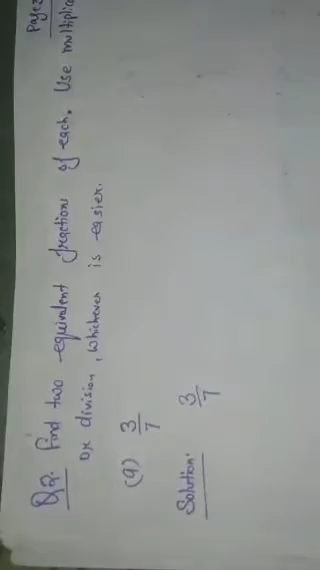 Page
Q2. Find two equivalent fractions of each. Use multiplica
or division, whichever is easier.
(a) 3/7
Solution: 3/7